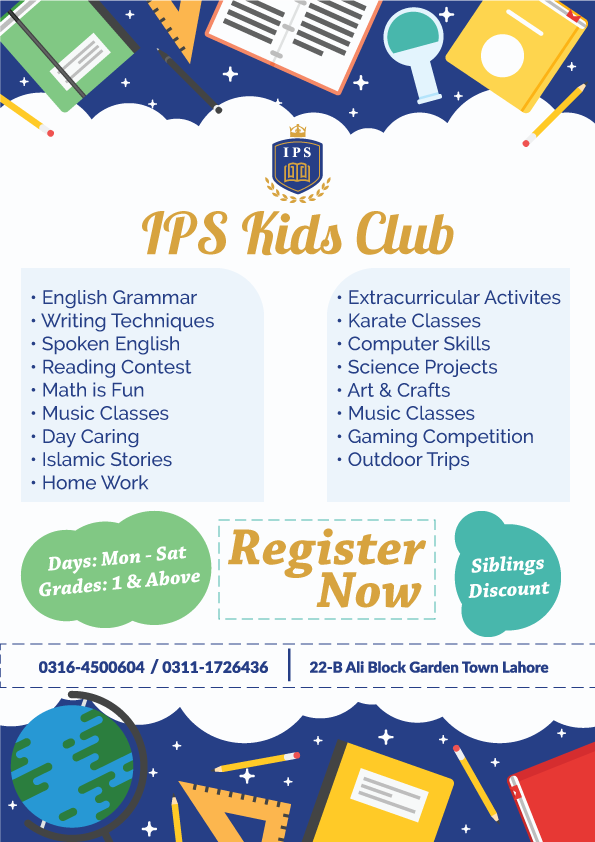 IPS
IPS Kids Club
• English Grammar
• Writing Techniques
• Spoken English
• Reading Contest
• Math is Fun
• Music Classes
• Day Caring
• Islamic Stories
• Home Work
• Extracurricular Activites
• Karate Classes
• Computer Skills
• Science Projects
• Art & Crafts
• Music Classes
• Gaming Competition
• Outdoor Trips
Days: Mon - Sat
Grades: 1 & Above
Register
Now
Siblings
Discount
0316-4500604 / 0311-1726436
22-B Ali Block Garden Town Lahore